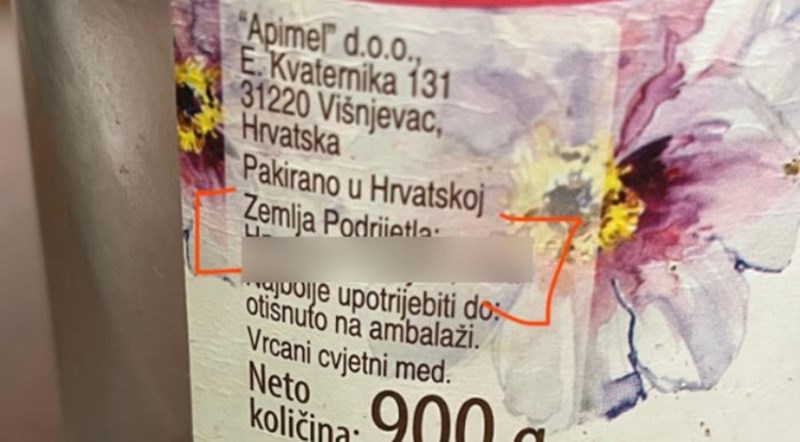 "Apimel" d.o.o.,
E. Kvaternika 131
31220 Višnjevac,
Hrvatska
Pakirano u Hrvatskoj
Zemlja Podrijetla:
Najbolje upotrijebiti do:
otisnuto na ambalaži.
Vrcani cvjetni med.
Neto
količina: 900 g